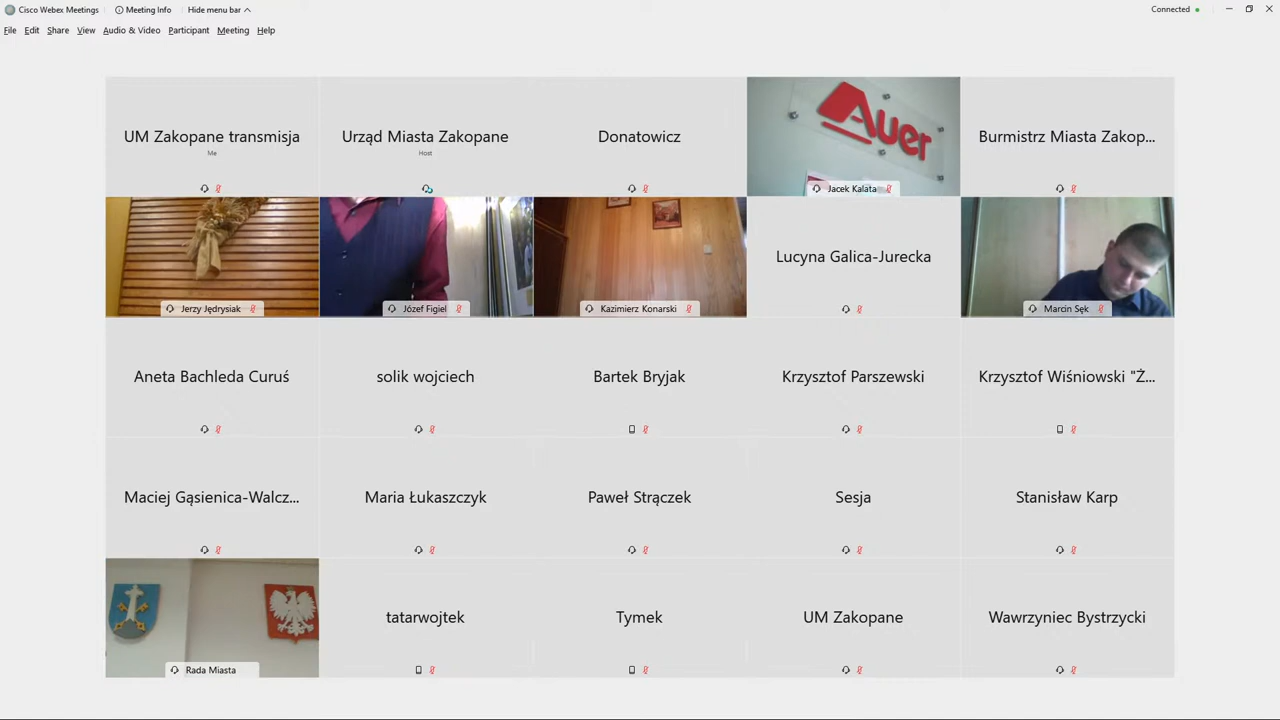 Cisco Webex Meetings
Meeting Info
Hide menu bar
Connected
File Edit Share View Audio & Video Participant Meeting Help
UM Zakopane transmisja
Me
Urząd Miasta Zakopane
Host
Donatowicz
Auer
Jacek Kalata
Burmistrz Miasta Zakop...
Jerzy Jędrysiak
Józef Figiel
Kazimierz Konarski
Lucyna Galica-Jurecka
Marcin Sęk
Aneta Bachleda Curuś
solik wojciech
Bartek Bryjak
Krzysztof Parszewski
Krzysztof Wiśniowski "Ż...
Maciej Gąsienica-Walcz...
Maria Łukaszczyk
Paweł Strączek
Sesja
Stanisław Karp
Rada Miasta
tatarwojtek
Tymek
UM Zakopane
Wawrzyniec Bystrzycki